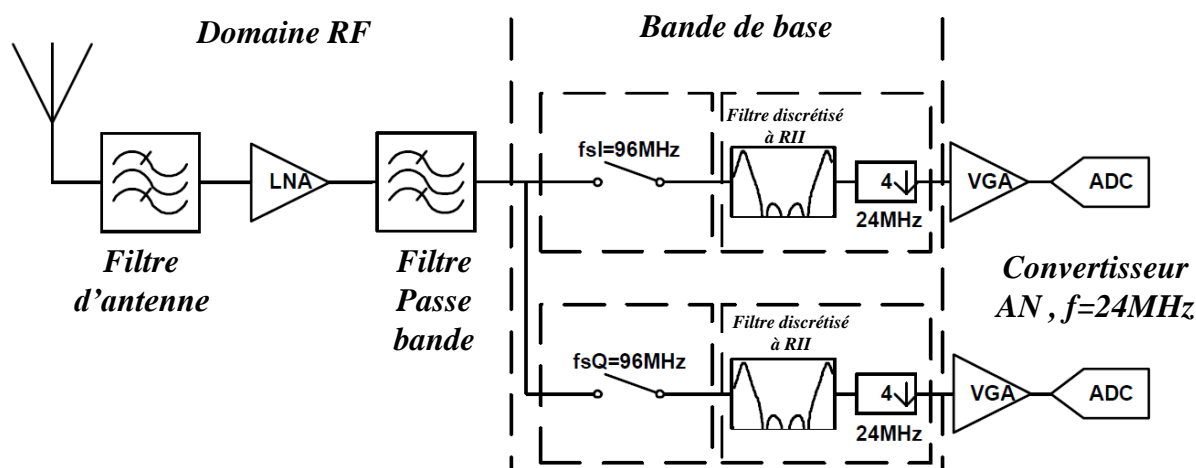 Domaine RF
Bande de base
Filtre discrétisé
à RII
fsI=96MHz
LNA
4
24MHz
VGA
ADC
Filtre
d'antenne
Filtre
Passe
bande
Convertisseur
AN , f=24MHz
Filtre discrétisé
à RII
fsQ=96MHz
4
24MHz
VGA
ADC